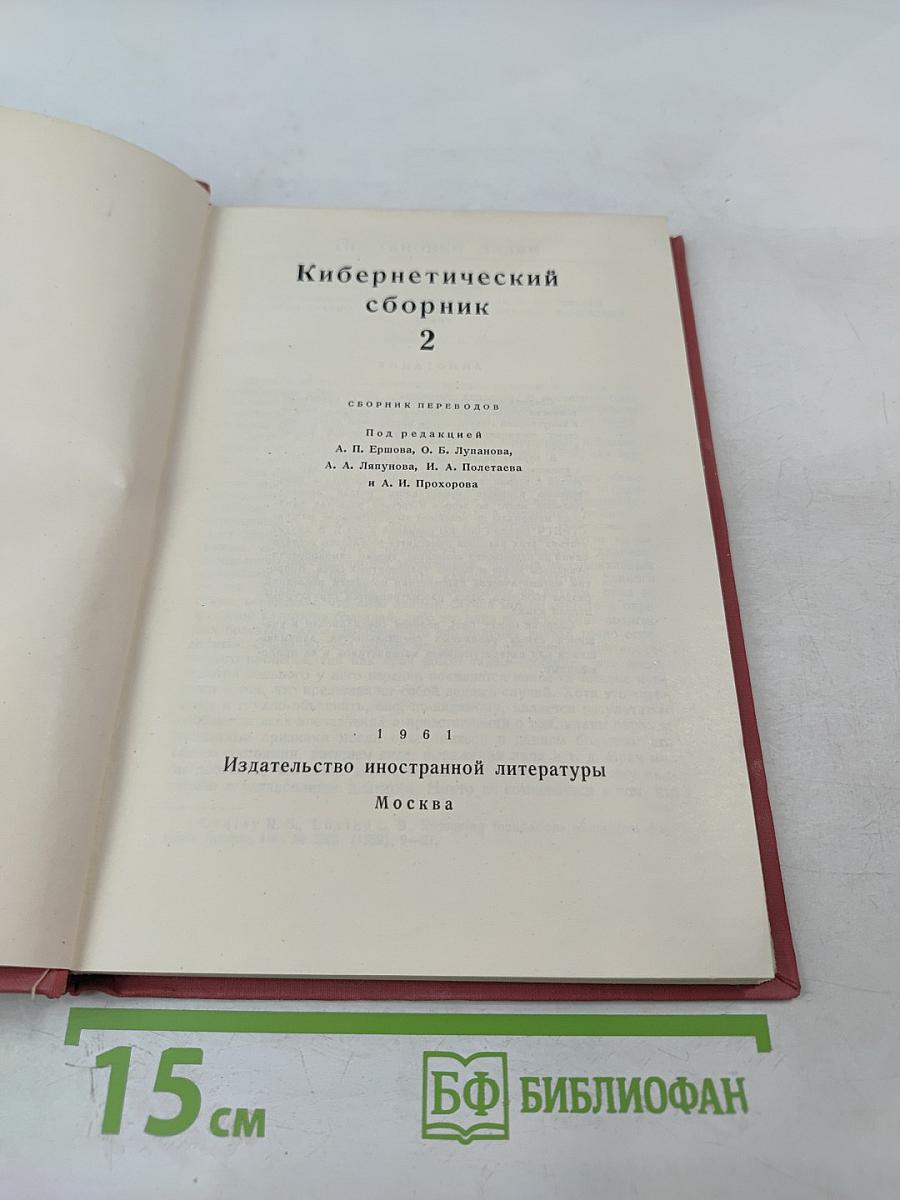 Кибернетический
сборник
2
СБОРНИК ПЕРЕВОДОВ
Под редакцией
А. П. Ершова, О. Б. Лупанова,
А. А. Ляпунова, И. А. Полетаева
и А. И. Прохорова
1961
Издательство иностранной литературы
Москва
15 см
БФ БИБЛИОФАН